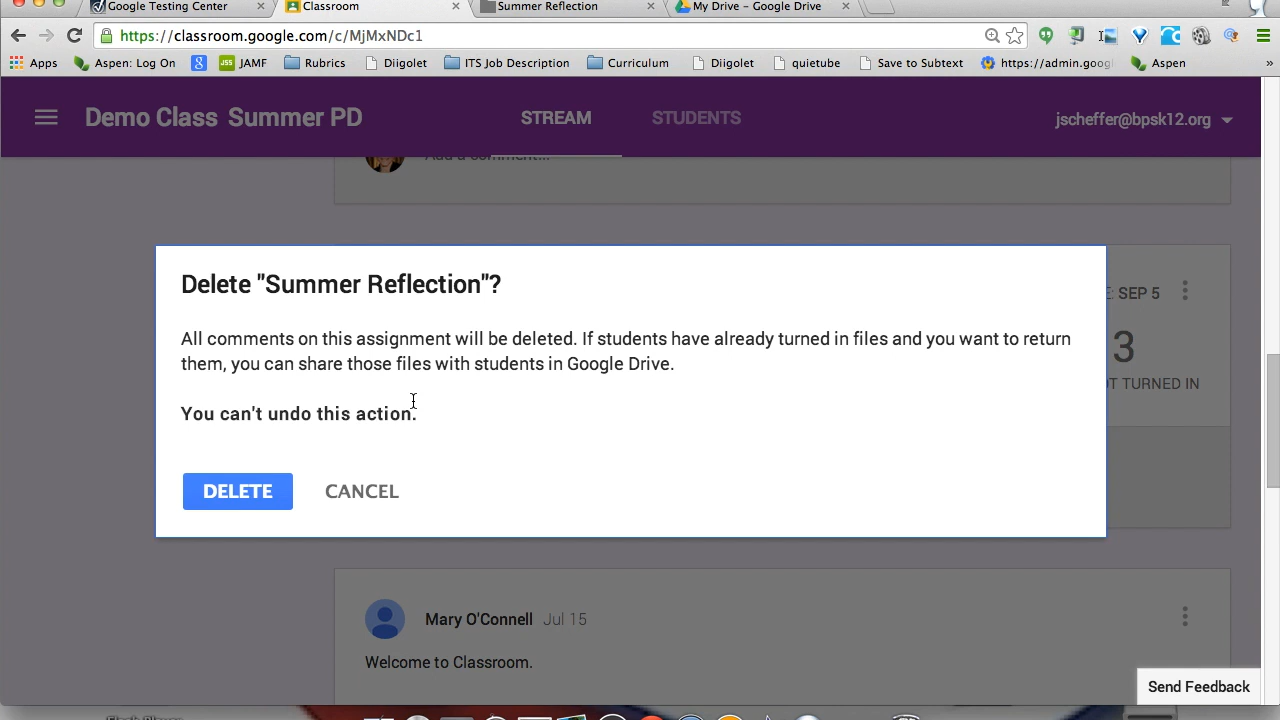 Google Testing Center
Classroom
Summer Reflection
My Drive – Google Drive
https://classroom.google.com/c/MjMxNDc1
Apps
Aspen: Log On
JAMF
Rubrics
Diigolet
ITS Job Description
Curriculum
Diigolet
quietube
Save to Subtext
https://admin.goog
Aspen
»
Demo Class Summer PD
STREAM
STUDENTS
jscheffer@bpsk12.org
Add a comment...
Delete "Summer Reflection"?
All comments on this assignment will be deleted. If students have already turned in files and you want to return
them, you can share those files with students in Google Drive.
You can't undo this action.
DELETE
CANCEL
E: SEP 5
3
OT TURNED IN
Mary O'Connell Jul 15
Welcome to Classroom.
Send Feedback